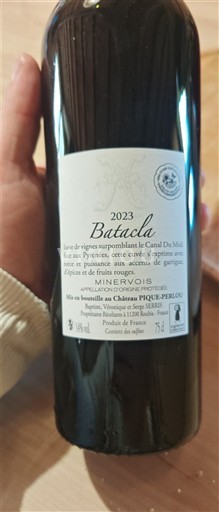 2023
Batacla
Issue de vignes surpomblant le Canal Du Midi
Face aux Pyrénées, cette cuvée s'exprime avec
force et puissance aux accents de garrigue,
d'épices et de fruits rouges.
MINERVOIS
APPELLATION D'ORIGINE PROTÉGÉE
Mis en bouteille au Château PIQUE-PERLOU
Baptiste, Véronique et Serge SERRIS
Propriétaires Récoltants à 11200 Roubia - France
14% vol. Produit de France 75 cl
Contient des sulfites